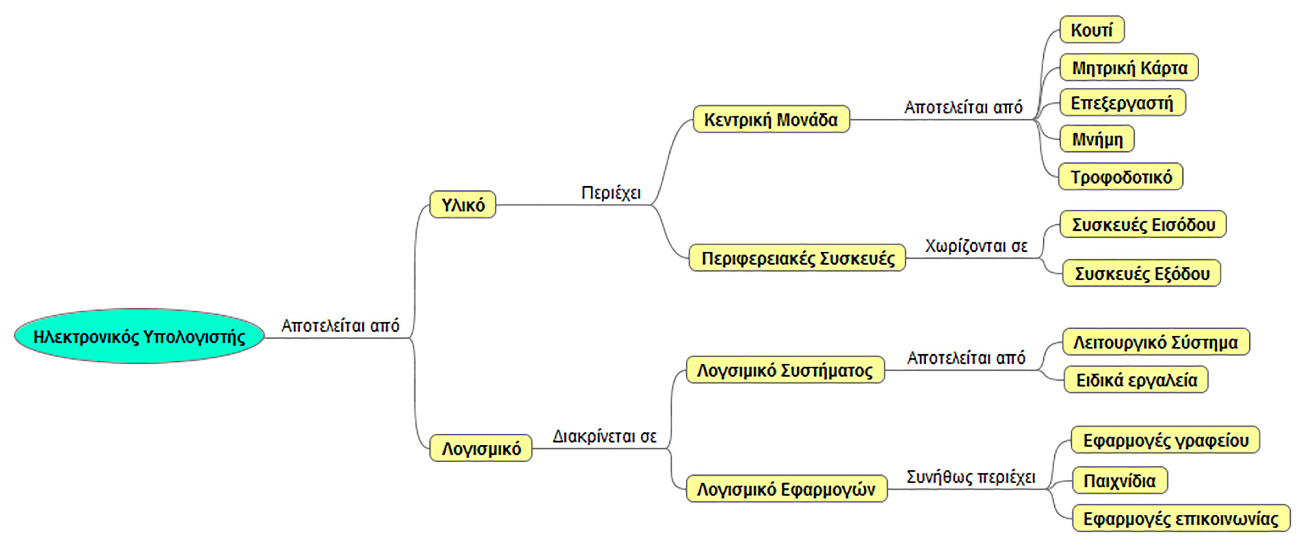 Ηλεκτρονικός Υπολογιστής
Αποτελείται από
Υλικό
Περιέχει
Κεντρική Μονάδα
Αποτελείται από
Κουτί
Μητρική Κάρτα
Επεξεργαστή
Μνήμη
Τροφοδοτικό
Περιφερειακές Συσκευές
Χωρίζονται σε
Συσκευές Εισόδου
Συσκευές Εξόδου
Λογισμικό
Διακρίνεται σε
Λογσιμικό Συστήματος
Αποτελείται από
Λειτουργικό Σύστημα
Ειδικά εργαλεία
Λογισμικό Εφαρμογών
Συνήθως περιέχει
Εφαρμογές γραφείου
Παιχνίδια
Εφαρμογές επικοινωνίας